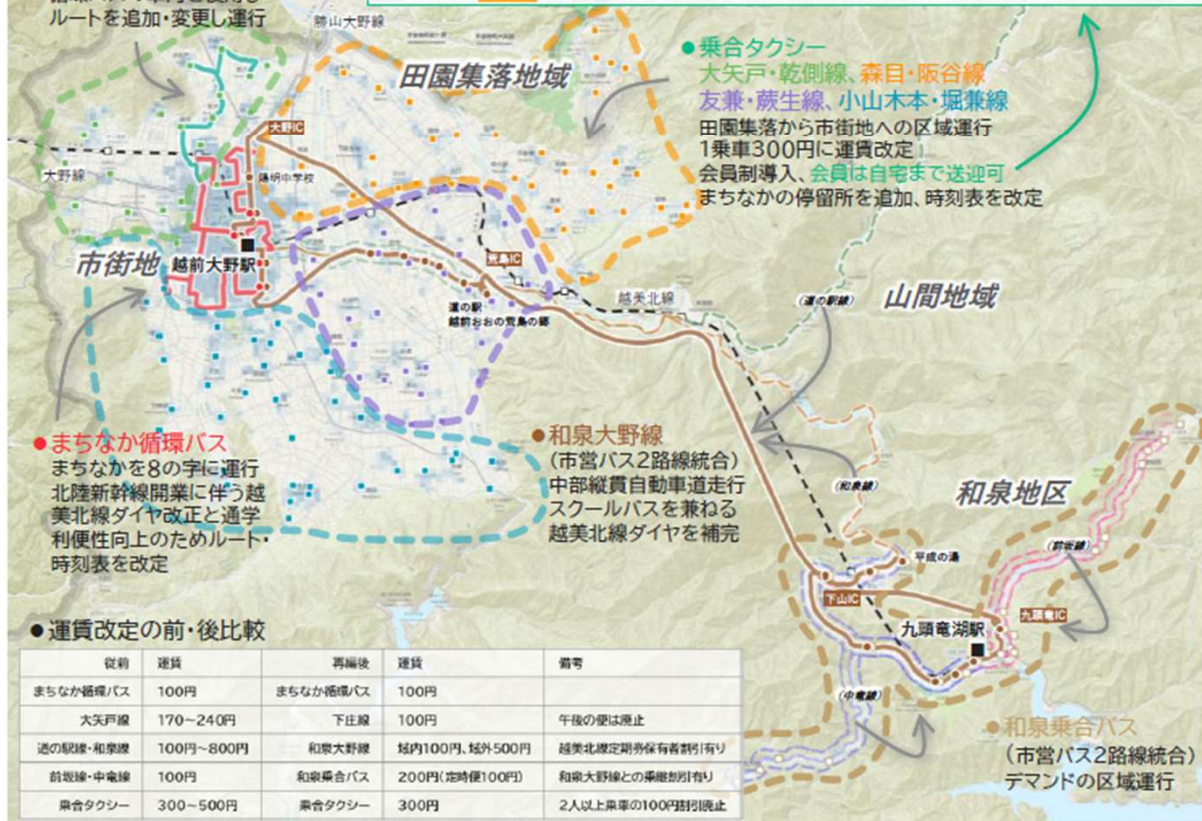 ルートを追加・変更し運行
勝山大野線
田園集落地域
●乗合タクシー
大矢戸・乾側線、森目・阪谷線
友兼・蕨生線、小山木本・堀兼線
田園集落から市街地への区域運行
1乗車300円に運賃改定
会員制導入、会員は自宅まで送迎可
まちなかの停留所を追加、時刻表を改定
大野IC
大野線
陽明中学校
市街地
越前大野駅
荒島IC
越美北線
(道の駅線)
山間地域
道の駅
越前おおの荒島の郷
●まちなか循環バス
まちなかを8の字に運行
北陸新幹線開業に伴う越
美北線ダイヤ改正と通学
利便性向上のためルート・
時刻表を改定
●和泉大野線
(市営バス2路線統合)
中部縦貫自動車道走行
スクールバスを兼ねる
越美北線ダイヤを補完
(和泉線)
和泉地区
(前坂線)
平成の湯
下山IC
九頭竜IC
九頭竜湖駅
(中竜線)
●和泉乗合バス
(市営バス2路線統合)
デマンドの区域運行
●運賃改定の前・後比較
従前 運賃 再編後 運賃 備考
まちなか循環バス 100円 まちなか循環バス 100円
大矢戸線 170～240円 下庄線 100円 午後の便は廃止
道の駅線・和泉線 100円～800円 和泉大野線 域内100円、域外500円 越美北線定期券保有者割引有り
前坂線・中竜線 100円 和泉乗合バス 200円(定時便100円) 和泉大野線との乗継割引有り
乗合タクシー 300～500円 乗合タクシー 300円 2人以上乗車の100円割引廃止